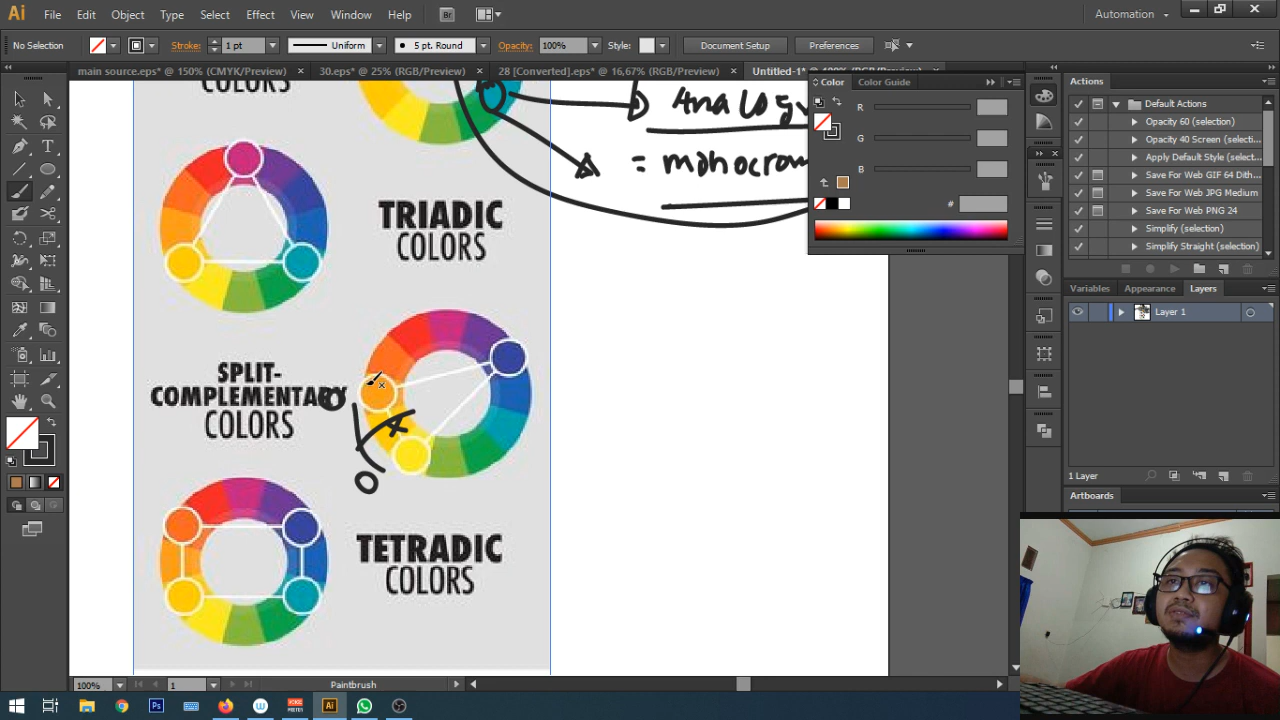 Ai
File Edit Object Type Select Effect View Window Help
Br
Automation
No Selection
Stroke: 1 pt
Uniform
5 pt. Round
Opacity: 100%
Style:
Document Setup
Preferences
main source.eps* @ 150% (CMYK/Preview)
30.eps* @ 25% (RGB/Preview)
28 [Converted].eps* @ 16,67% (RGB/Preview)
Color
Color Guide
R
G
B
#
COLORS
= mohocrom
TRIADIC
COLORS
SPLIT-
COMPLEMENTARY
COLORS
TETRADIC
COLORS
Actions
Default Actions
Opacity 60 (selection)
Opacity 40 Screen (selecti...
Apply Default Style (selecti...
Save For Web GIF 64 Dith...
Save For Web JPG Medium
Save For Web PNG 24
Simplify (selection)
Simplify Straight (selection)
Variables
Appearance
Layers
Layer 1
1 Layer
Artboards
100%
1
Paintbrush
Ps
Ai